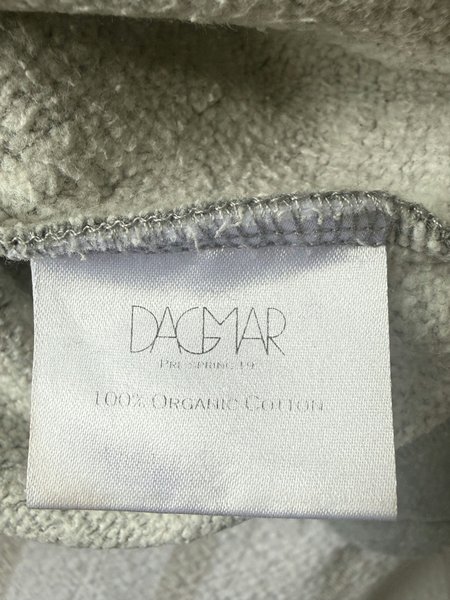 DAGMAR
PRE SPRING 19
100% ORGANIC COTTON